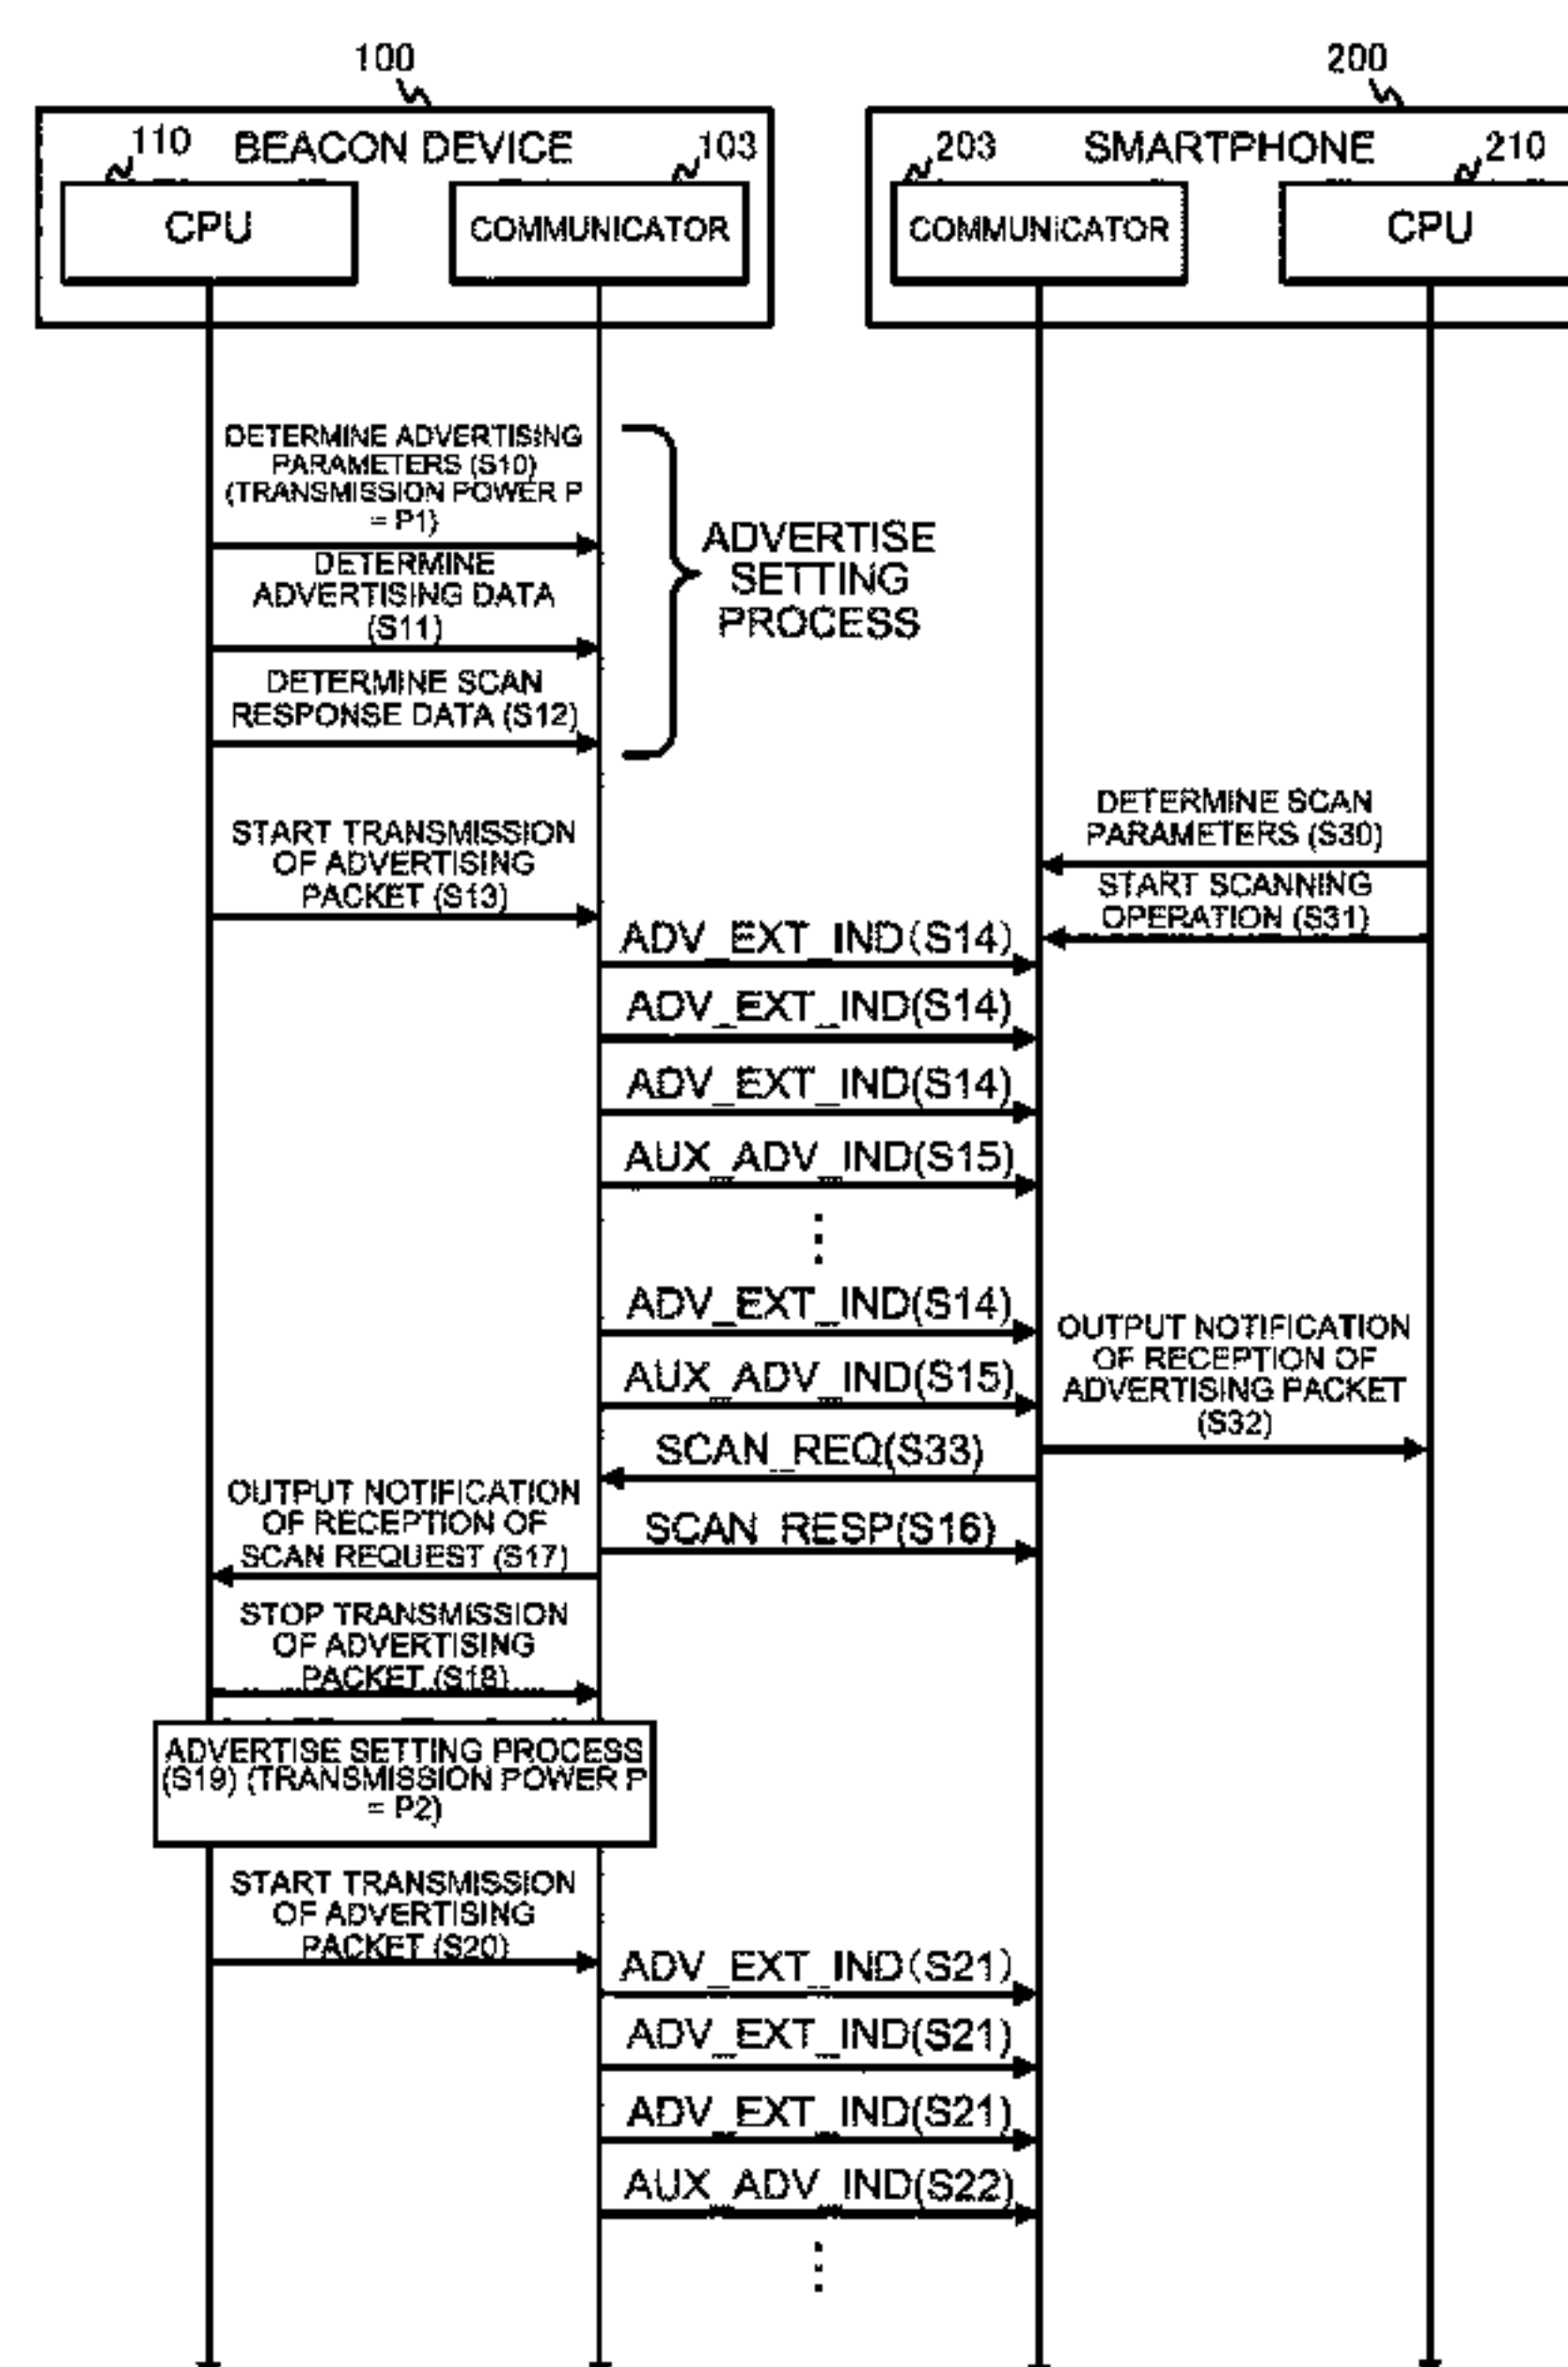 100
200
110
BEACON DEVICE
103
203
SMARTPHONE
210
CPU
COMMUNICATOR
COMMUNICATOR
CPU
DETERMINE ADVERTISING
PARAMETERS (S10)
(TRANSMISSION POWER P
= P1)
DETERMINE
ADVERTISING DATA
(S11)
DETERMINE SCAN
RESPONSE DATA (S12)
ADVERTISE
SETTING
PROCESS
DETERMINE SCAN
PARAMETERS (S30)
START TRANSMISSION
OF ADVERTISING
PACKET (S13)
START SCANNING
OPERATION (S31)
ADV_EXT_IND(S14)
ADV_EXT_IND(S14)
ADV_EXT_IND(S14)
AUX_ADV_IND(S15)
ADV_EXT_IND(S14)
AUX_ADV_IND(S15)
OUTPUT NOTIFICATION
OF RECEPTION OF
ADVERTISING PACKET
(S32)
SCAN_REQ(S33)
SCAN_RESP(S16)
OUTPUT NOTIFICATION
OF RECEPTION OF
SCAN REQUEST (S17)
STOP TRANSMISSION
OF ADVERTISING
PACKET (S18)
ADVERTISE SETTING PROCESS
(S19) (TRANSMISSION POWER P
= P2)
START TRANSMISSION
OF ADVERTISING
PACKET (S20)
ADV_EXT_IND(S21)
ADV_EXT_IND(S21)
ADV_EXT_IND(S21)
AUX_ADV_IND(S22)